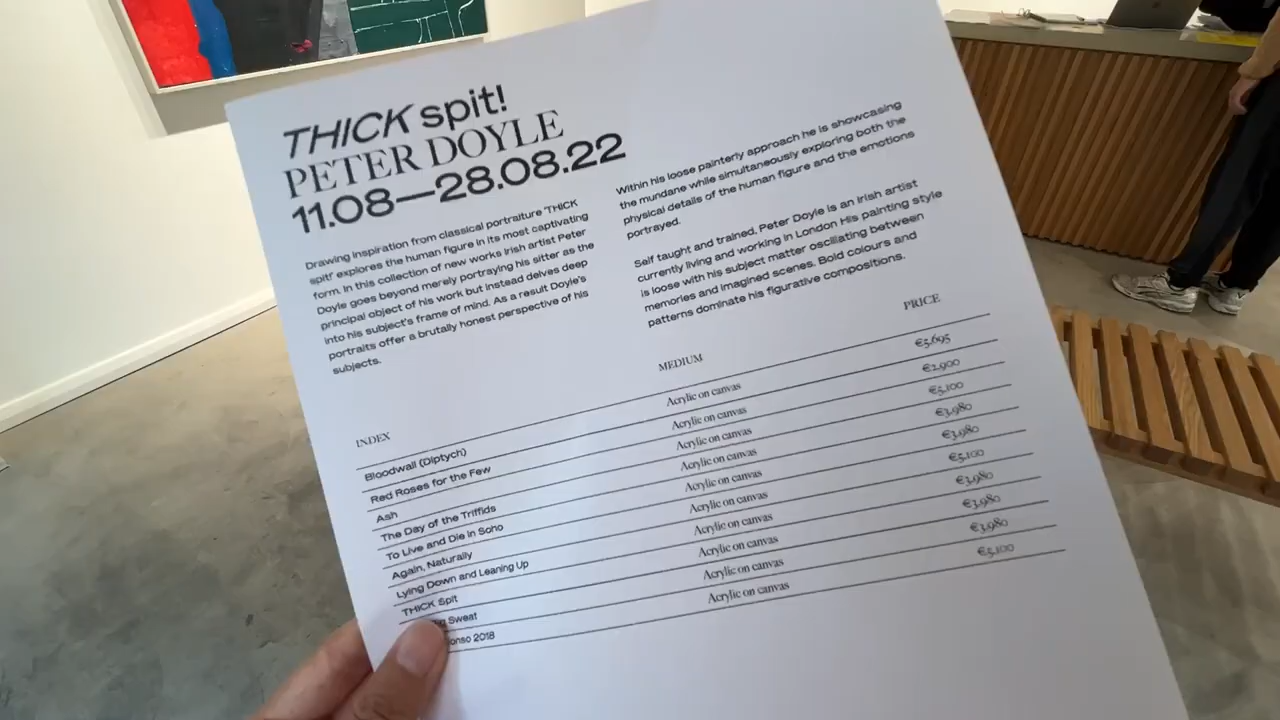 THICK spit!
PETER DOYLE
11.08—28.08.22
Drawing inspiration from classical portraiture 'THICK
spit!' explores the human figure in its most captivating
form. In this collection of new works Irish artist Peter
Doyle goes beyond merely portraying his sitter as the
principal object of his work but instead delves deep
into his subject's frame of mind. As a result Doyle's
portraits offer a brutally honest perspective of his
subjects.
Within his loose painterly approach he is showcasing
the mundane while simultaneously exploring both the
physical details of the human figure and the emotions
portrayed.
Self taught and trained, Peter Doyle is an Irish artist
currently living and working in London His painting style
is loose with his subject matter oscillating between
memories and imagined scenes. Bold colours and
patterns dominate his figurative compositions.
INDEX MEDIUM PRICE
Bloodwall (Diptych) Acrylic on canvas €3,695
Red Roses for the Few Acrylic on canvas €2,900
Ash Acrylic on canvas €5,100
The Day of the Triffids Acrylic on canvas €3,980
To Live and Die in Soho Acrylic on canvas €3,980
Again, Naturally Acrylic on canvas €5,100
Lying Down and Leaning Up Acrylic on canvas €3,980
THICK Spit Acrylic on canvas €3,980
Sweat Acrylic on canvas €3,980
2018 Acrylic on canvas €5,100